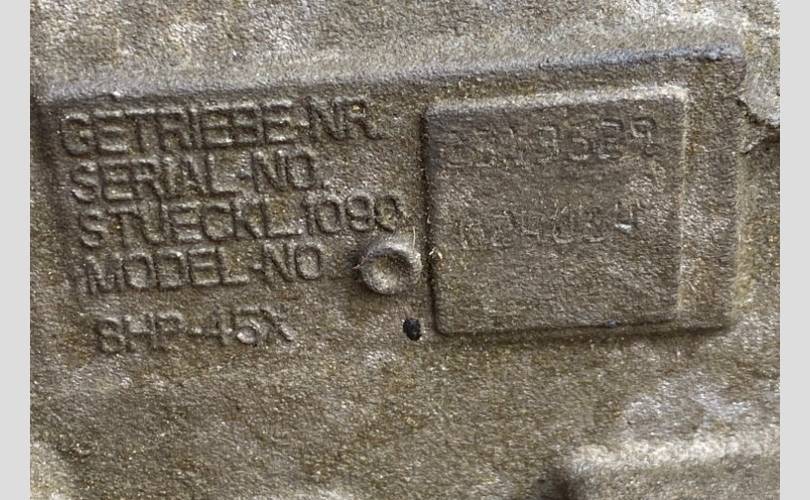 GETRIEBE-NR.
SERIAL-NO.
STUECKL.1090
MODEL-NO
8HP-45X